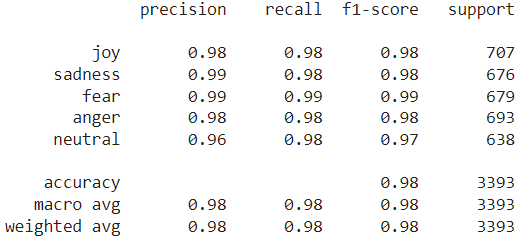 precision recall f1-score support
joy 0.98 0.98 0.98 707
sadness 0.99 0.98 0.98 676
fear 0.99 0.99 0.99 679
anger 0.98 0.98 0.98 693
neutral 0.96 0.98 0.97 638
accuracy 0.98 3393
macro avg 0.98 0.98 0.98 3393
weighted avg 0.98 0.98 0.98 3393